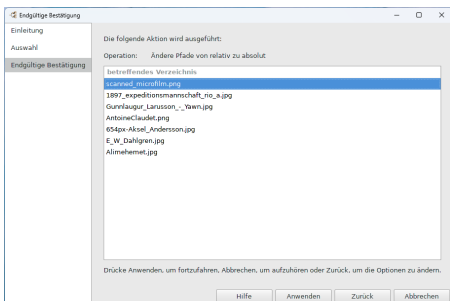 Endgültige Bestätigung
Einleitung
Auswahl
Endgültige Bestätigung
Die folgende Aktion wird ausgeführt:
Operation: Ändere Pfade von relativ zu absolut
betreffendes Verzeichnis
scanned_microfilm.png
1897_expeditionsmannschaft_rio_a.jpg
Gunnlaugur_Larusson_-_Yawn.jpg
AntoineClaudet.png
654px-Aksel_Andersson.jpg
E_W_Dahlgren.jpg
Alimehemet.jpg
Drücke Anwenden, um fortzufahren, Abbrechen, um aufzuhören oder Zurück, um die Optionen zu ändern.
Hilfe Anwenden Zurück Abbrechen